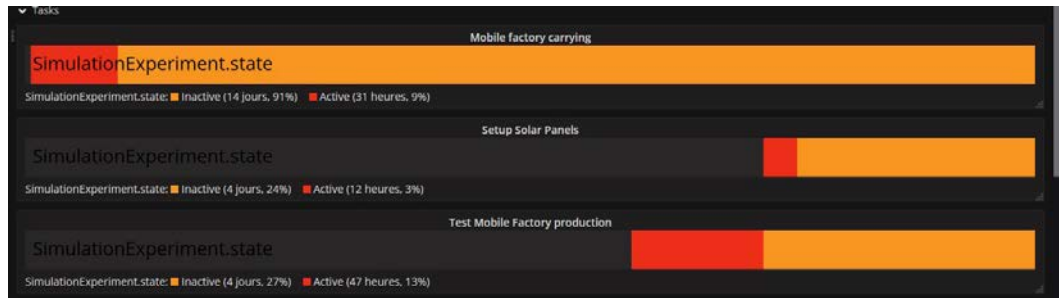 Tasks
Mobile factory carrying
SimulationExperiment.state
SimulationExperiment.state: Inactive (14 jours, 91%) Active (31 heures, 9%)
Setup Solar Panels
SimulationExperiment.state
SimulationExperiment.state: Inactive (4 jours, 24%) Active (12 heures, 3%)
Test Mobile Factory production
SimulationExperiment.state
SimulationExperiment.state: Inactive (4 jours, 27%) Active (47 heures, 13%)